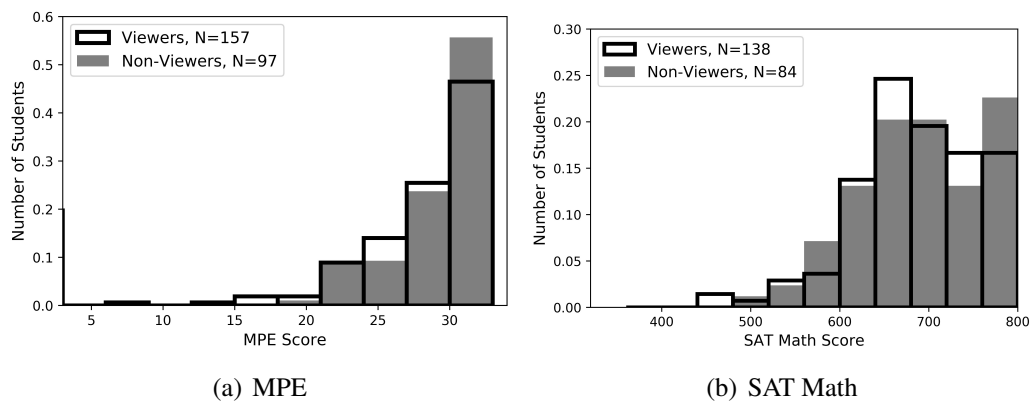 Viewers, N=157
Non-Viewers, N=97
Number of Students
0.6
0.5
0.4
0.3
0.2
0.1
0.0
5 10 15 20 25 30
MPE Score
(a) MPE
Viewers, N=138
Non-Viewers, N=84
Number of Students
0.30
0.25
0.20
0.15
0.10
0.05
0.00
400 500 600 700 800
SAT Math Score
(b) SAT Math